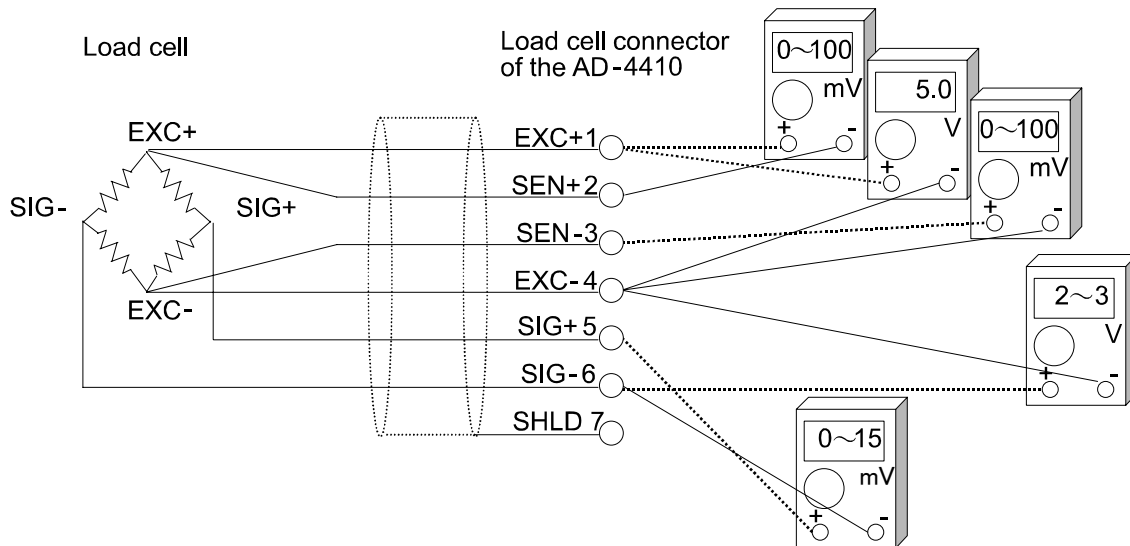 Load cell
Load cell connector
of the AD-4410
EXC+
SIG-
SIG+
EXC-
EXC+1
SEN+2
SEN-3
EXC-4
SIG+5
SIG-6
SHLD 7
0～100
mV
+ -
5.0
V
+ -
0～100
mV
+ -
2～3
V
+ -
0～15
mV
+ -